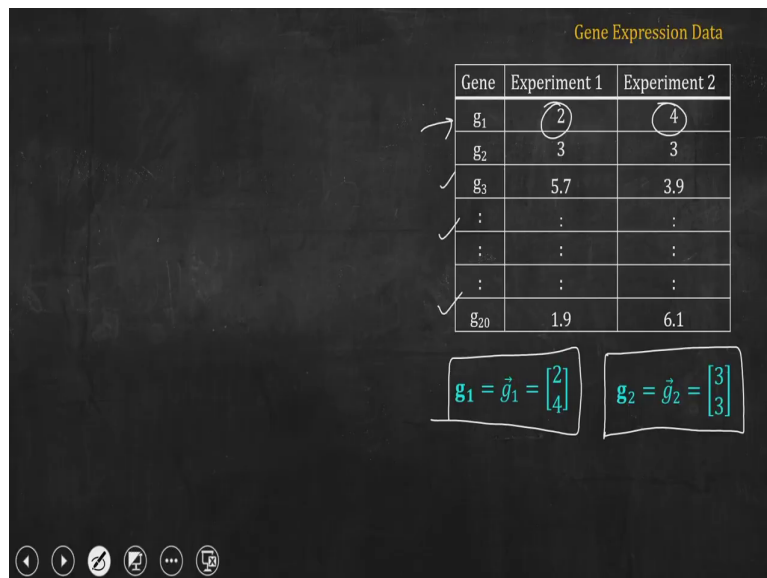 Gene Expression Data
Gene Experiment 1 Experiment 2
g₁ 2 4
g₂ 3 3
g₃ 5.7 3.9
: : :
: : :
: : :
g₂₀ 1.9 6.1
g₁ = g⃗₁ = [2 4] g₂ = g⃗₂ = [3 3]